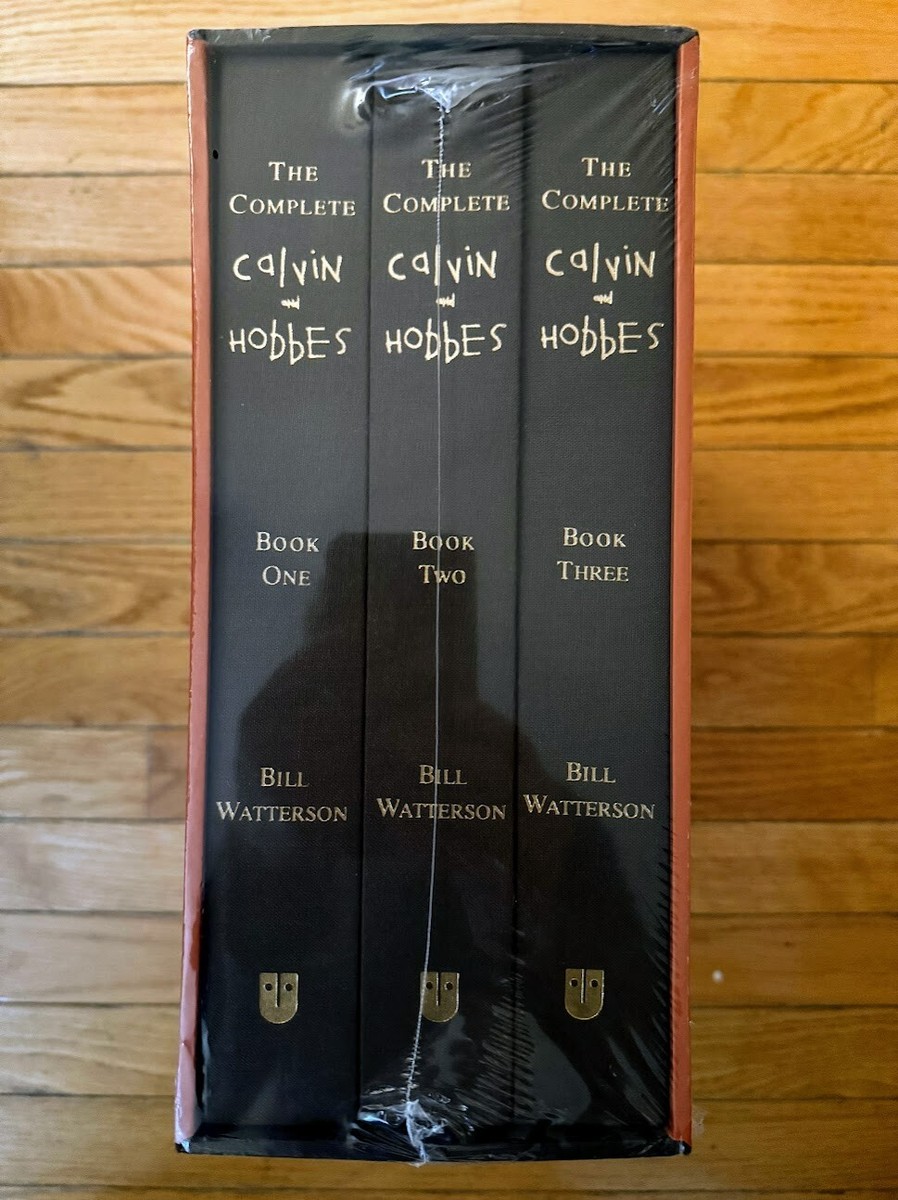 The
Complete
Calvin
and
Hobbes
Book
One
Bill
Watterson
The
Complete
Calvin
and
Hobbes
Book
Two
Bill
Watterson
The
Complete
Calvin
and
Hobbes
Book
Three
Bill
Watterson